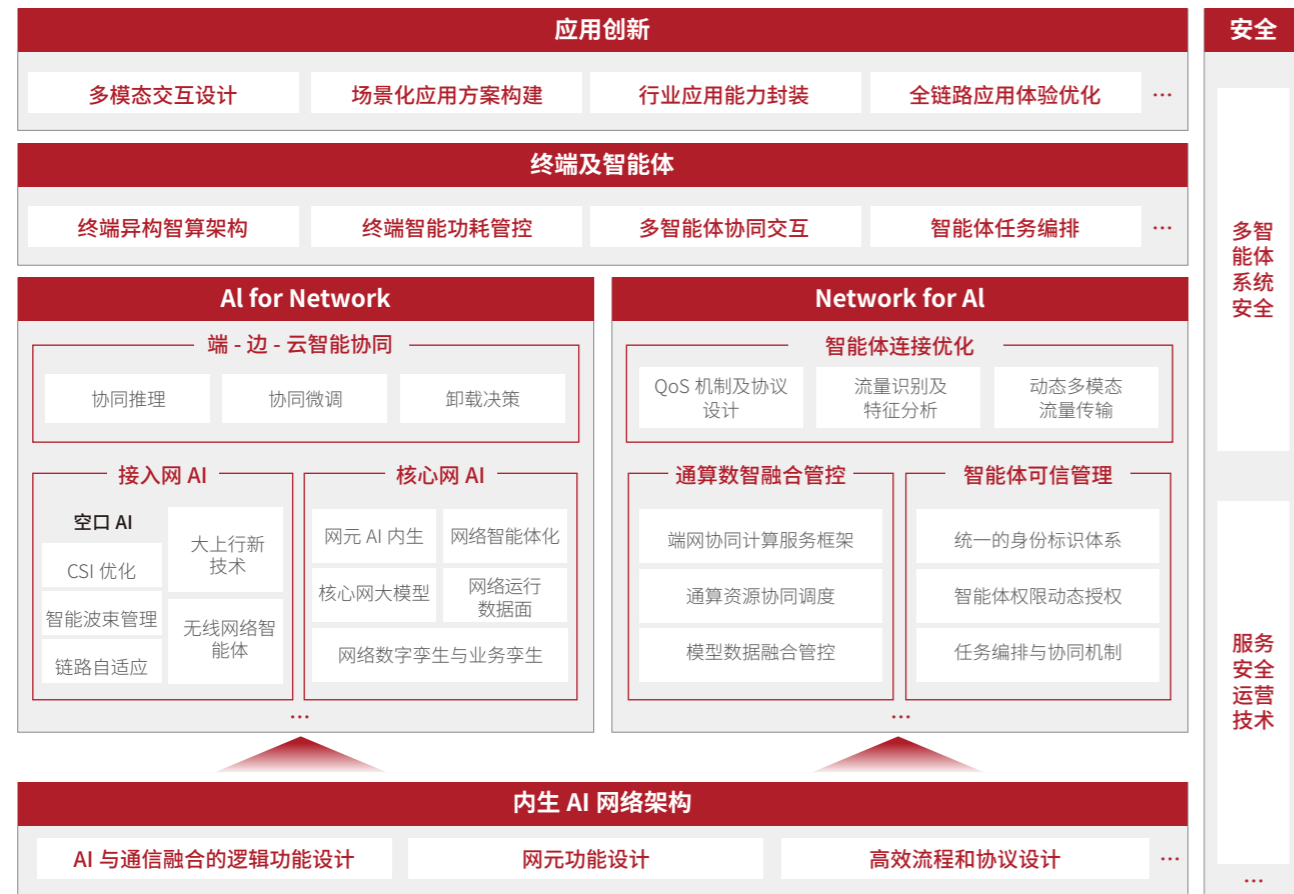 应用创新
多模态交互设计
场景化应用方案构建
行业应用能力封装
全链路应用体验优化
…
终端及智能体
终端异构智算架构
终端智能功耗管控
多智能体协同交互
智能体任务编排
…
AI for Network
端 - 边 - 云智能协同
协同推理
协同微调
卸载决策
接入网 AI
空口 AI
CSI 优化
智能波束管理
链路自适应
大上行新
技术
无线网络智
能体
核心网 AI
网元 AI 内生
网络智能体化
核心网大模型
网络运行
数据面
网络数字孪生与业务孪生
…
Network for AI
智能体连接优化
QoS 机制及协议
设计
流量识别及
特征分析
动态多模态
流量传输
通算数智融合管控
端网协同计算服务框架
通算资源协同调度
模型数据融合管控
智能体可信管理
统一的身份标识体系
智能体权限动态授权
任务编排与协同机制
…
内生 AI 网络架构
AI 与通信融合的逻辑功能设计
网元功能设计
高效流程和协议设计
…
安全
多智
能体
系统
安全
服务
安全
运营
技术
…